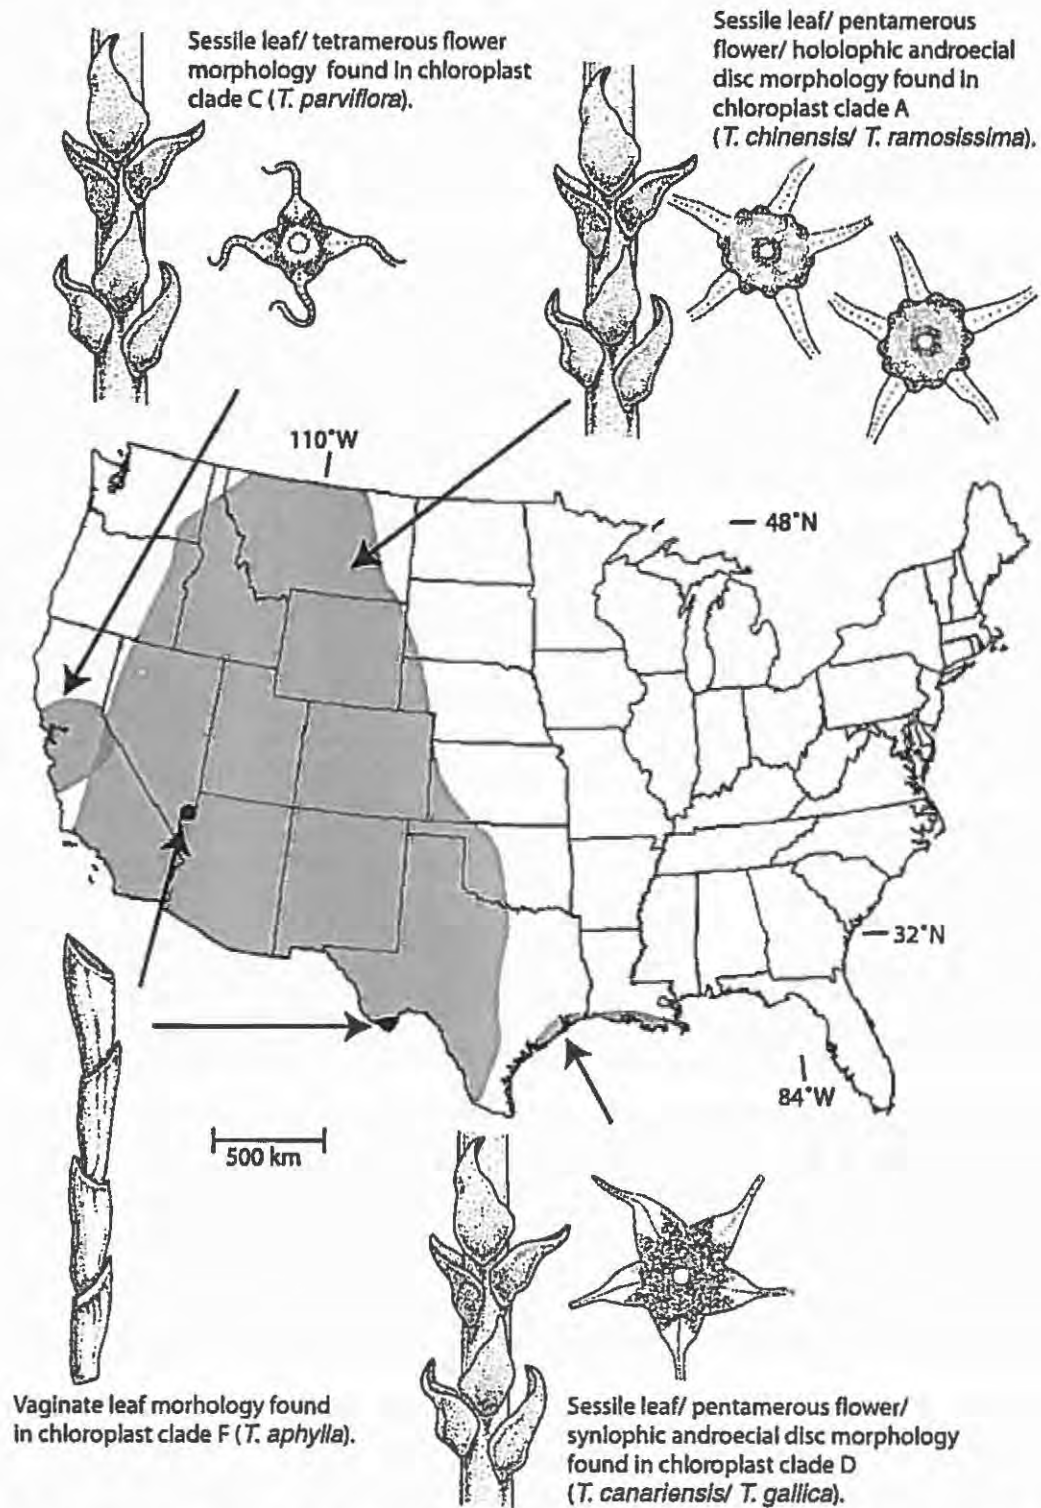 Sessile leaf/ tetramerous flower
morphology found in chloroplast
clade C (T. parviflora).
Sessile leaf/ pentamerous
flower/ hololophic androecial
disc morphology found in
chloroplast clade A
(T. chinensis/ T. ramosissima).
110°W
48°N
32°N
84°W
500 km
Vaginate leaf morhology found
in chloroplast clade F (T. aphylla).
Sessile leaf/ pentamerous flower/
synlophic androecial disc morphology
found in chloroplast clade D
(T. canariensis/ T. gallica).